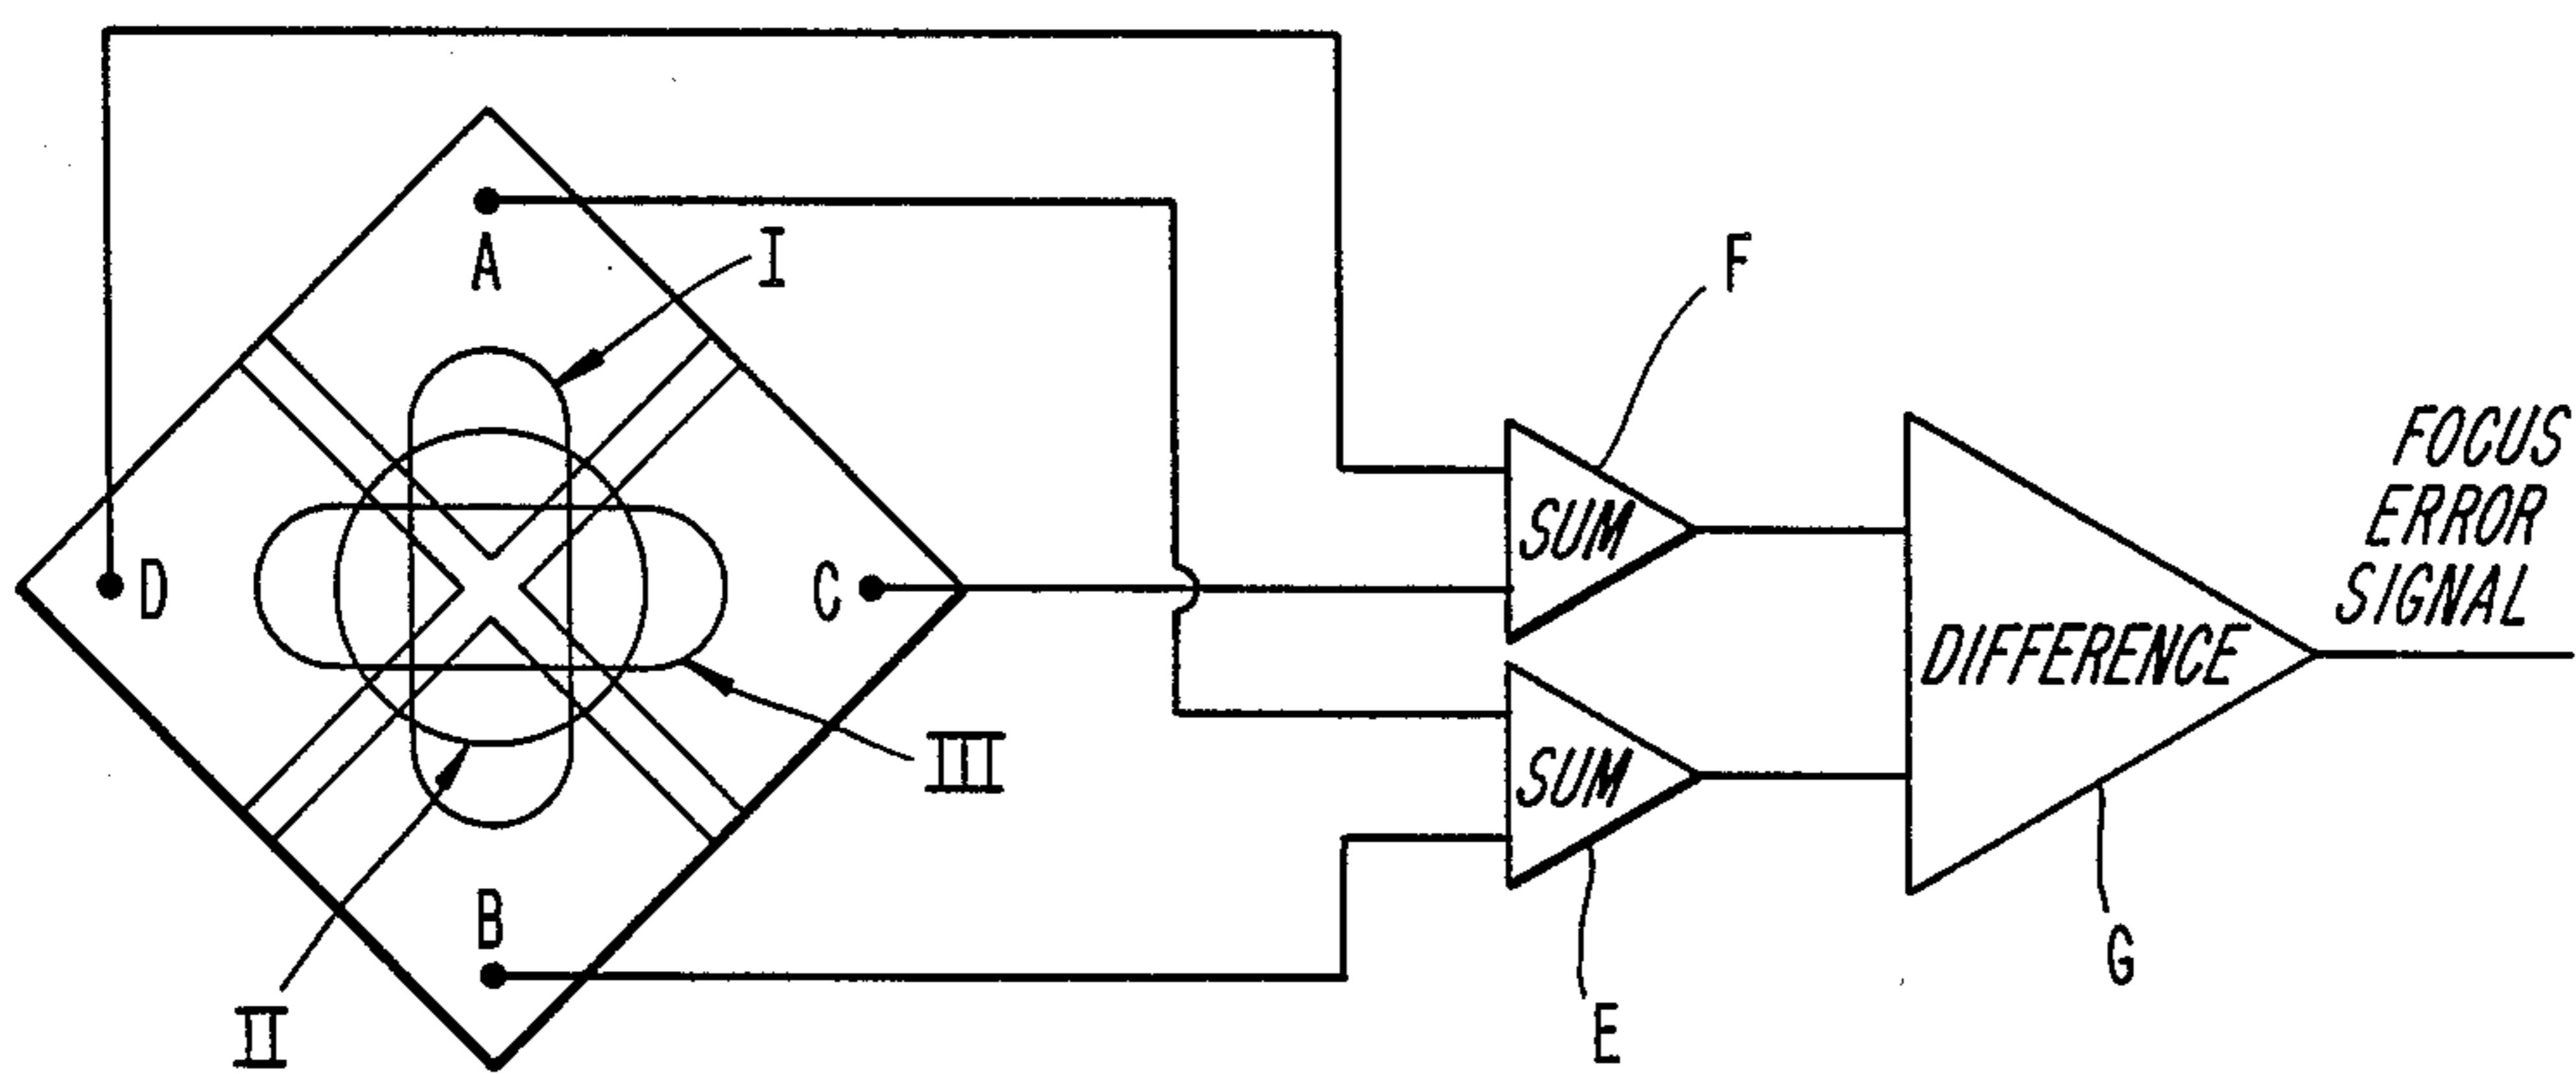 A
I
F
D
C
SUM
FOCUS
ERROR
SIGNAL
DIFFERENCE
III
SUM
B
II
E
G